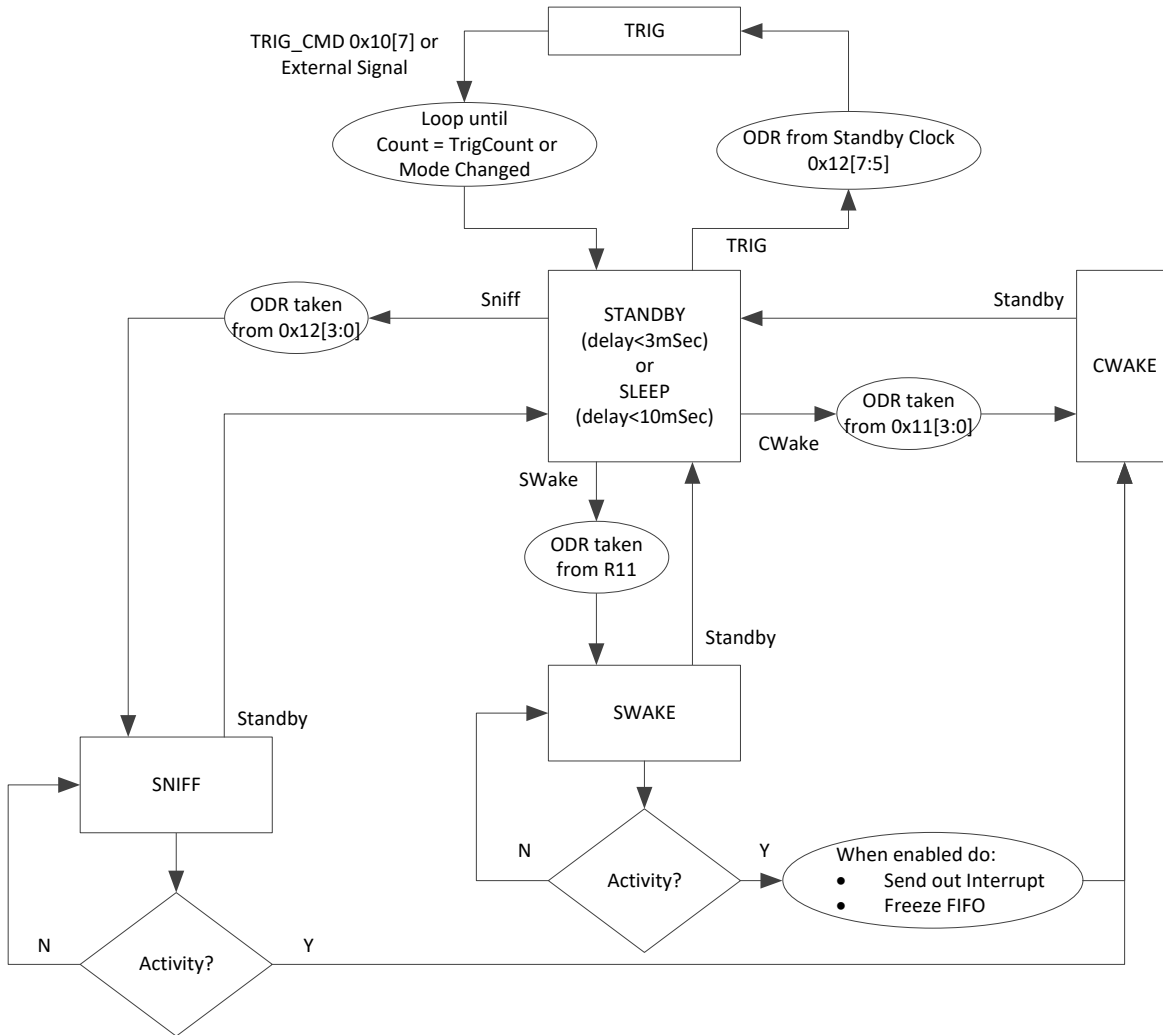 TRIG
TRIG_CMD 0x10[7] or
External Signal
Loop until
Count = TrigCount or
Mode Changed
ODR from Standby Clock
0x12[7:5]
TRIG
ODR taken
from 0x12[3:0]
Sniff
STANDBY
(delay<3mSec)
or
SLEEP
(delay<10mSec)
Standby
CWAKE
ODR taken
from 0x11[3:0]
CWake
SWake
ODR taken
from R11
Standby
SWAKE
Standby
SNIFF
N
Activity?
Y
When enabled do:
• Send out Interrupt
• Freeze FIFO
N
Activity?
Y